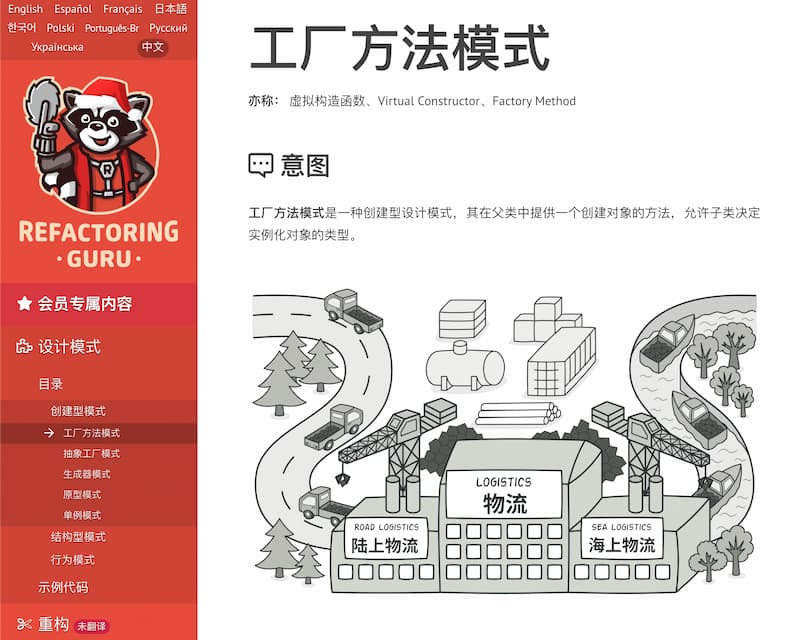 English Español Français 日本語
한국어 Polski Português-Br Русский
Українська 中文
R
REFACTORING
· GURU ·
会员专属内容
设计模式
目录
创建型模式
→ 工厂方法模式
抽象工厂模式
生成器模式
原型模式
单例模式
结构型模式
行为模式
示例代码
重构 未翻译
工厂方法模式
亦称： 虚拟构造函数、Virtual Constructor、Factory Method
意图
工厂方法模式是一种创建型设计模式， 其在父类中提供一个创建对象的方法， 允许子类决定
实例化对象的类型。
LOGISTICS
物流
ROAD LOGISTICS
陆上物流
SEA LOGISTICS
海上物流